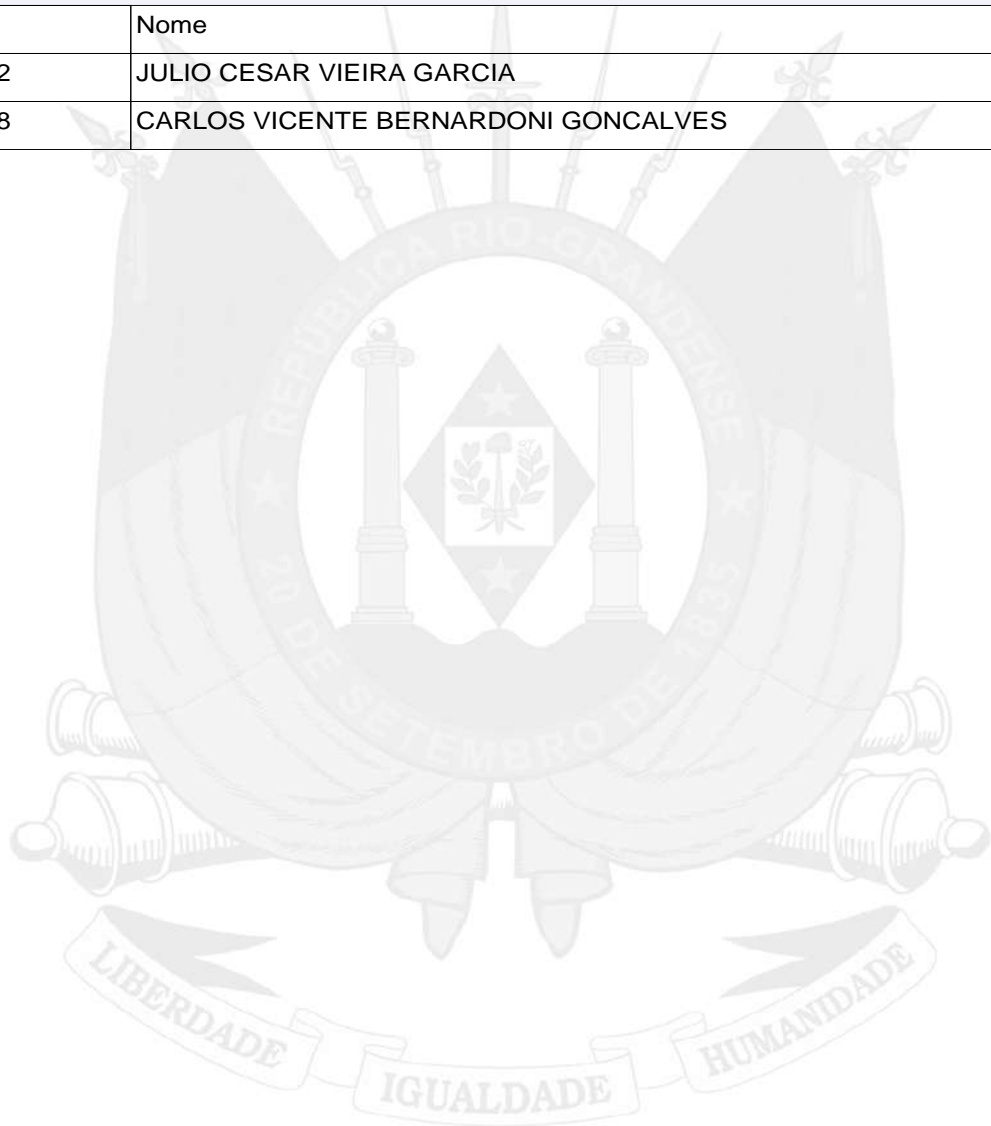 Nome
2 JULIO CESAR VIEIRA GARCIA
8 CARLOS VICENTE BERNARDONI GONCALVES
REPÚBLICA RIO-GRANDENSE
20 DE SETEMBRO DE 1835
LIBERDADE IGUALDADE HUMANIDADE